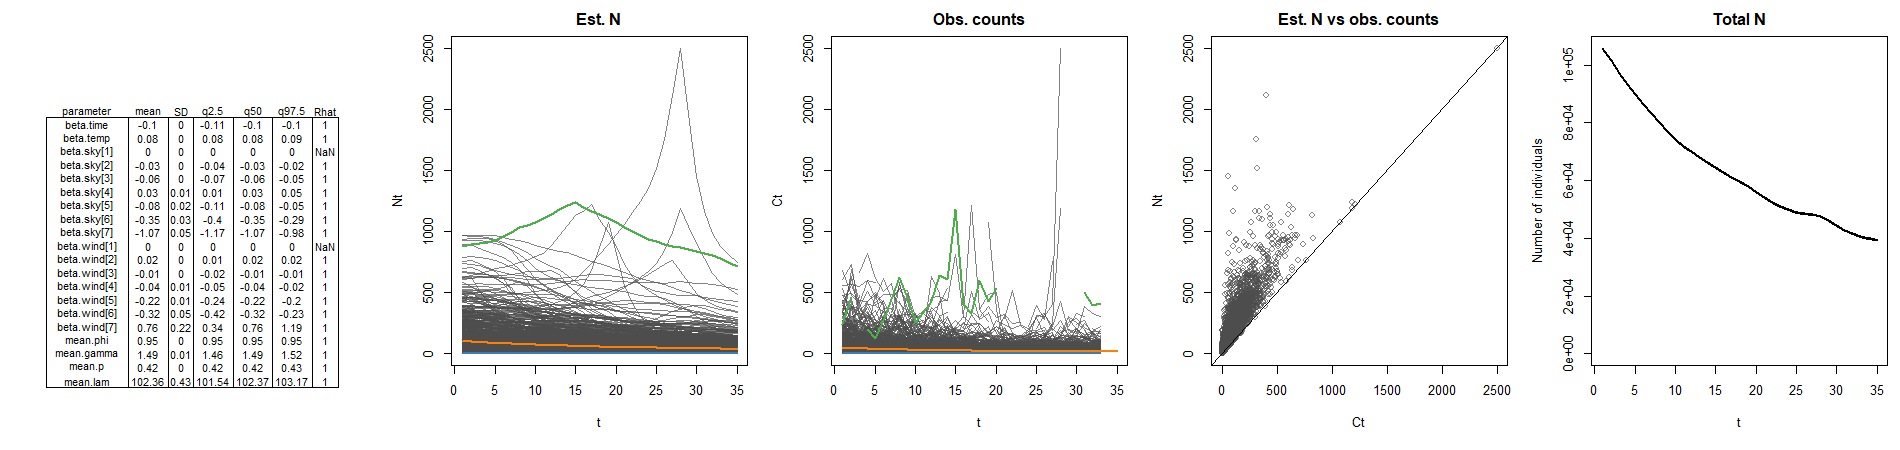 parameter mean SD q2.5 q50 q97.5 Rhat
beta.time -0.1 0 -0.11 -0.1 -0.1 1
beta.temp 0.08 0 0.08 0.08 0.09 1
beta.sky[1] 0 0 0 0 0 NaN
beta.sky[2] -0.03 0 -0.04 -0.03 -0.02 1
beta.sky[3] -0.06 0 -0.07 -0.06 -0.05 1
beta.sky[4] 0.03 0.01 0.01 0.03 0.05 1
beta.sky[5] -0.08 0.02 -0.11 -0.08 -0.05 1
beta.sky[6] -0.35 0.03 -0.4 -0.35 -0.29 1
beta.sky[7] -1.07 0.05 -1.17 -1.07 -0.98 1
beta.wind[1] 0 0 0 0 0 NaN
beta.wind[2] 0.02 0 0.01 0.02 0.02 1
beta.wind[3] -0.01 0 -0.02 -0.01 -0.01 1
beta.wind[4] -0.04 0.01 -0.05 -0.04 -0.02 1
beta.wind[5] -0.22 0.01 -0.24 -0.22 -0.2 1
beta.wind[6] -0.32 0.05 -0.42 -0.32 -0.23 1
beta.wind[7] 0.76 0.22 0.34 0.76 1.19 1
mean.phi 0.95 0 0.95 0.95 0.95 1
mean.gamma 1.49 0.01 1.46 1.49 1.52 1
mean.p 0.42 0 0.42 0.42 0.43 1
mean.lam 102.36 0.43 101.54 102.37 103.17 1
Est. N
Nt
2500
2000
1500
1000
500
0
0 5 10 15 20 25 30 35
t
Obs. counts
Ct
2500
2000
1500
1000
500
0
0 5 10 15 20 25 30 35
t
Est. N vs obs. counts
Nt
2500
2000
1500
1000
500
0
0 500 1000 1500 2000 2500
Ct
Total N
Number of individuals
1e+05
8e+04
6e+04
4e+04
2e+04
0e+00
0 5 10 15 20 25 30 35
t